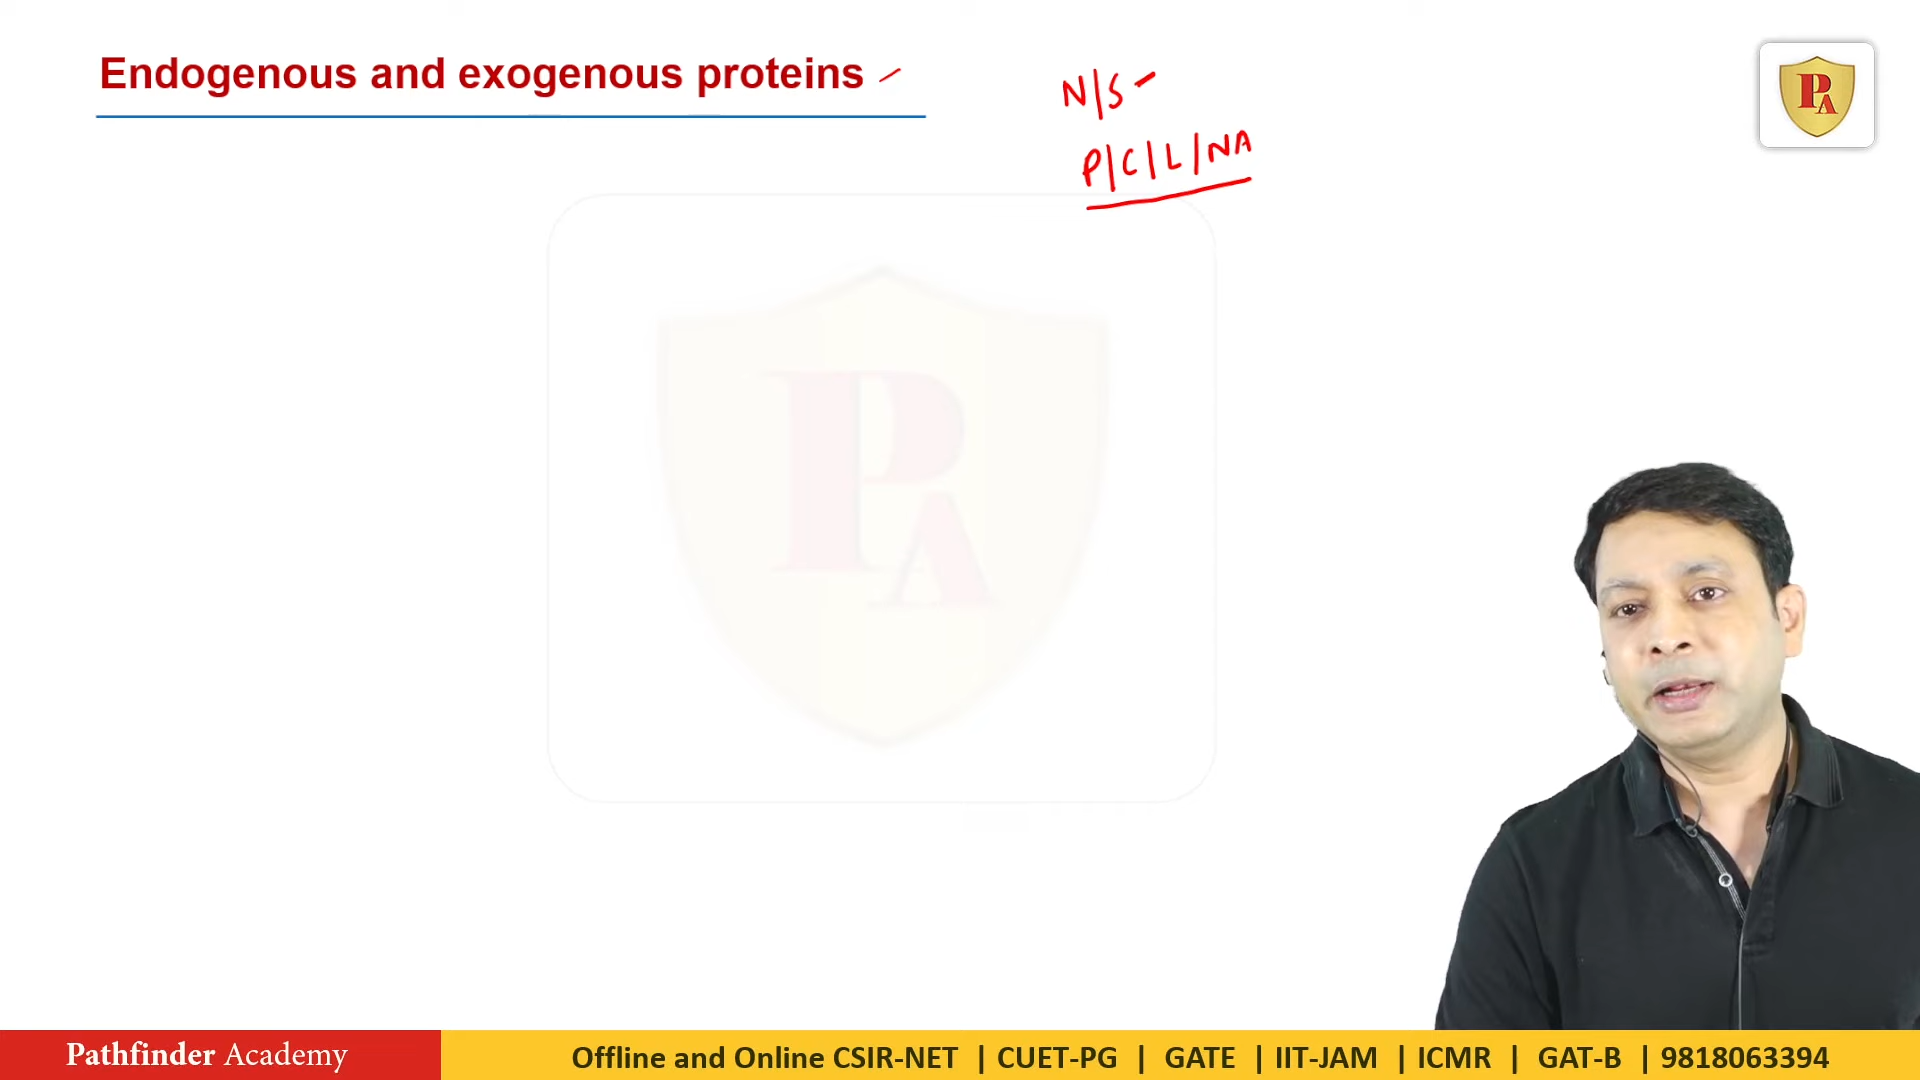 Endogenous and exogenous proteins
N/S -
P/C/L/NA
PA
PA
Pathfinder Academy
Offline and Online CSIR-NET | CUET-PG | GATE | IIT-JAM | ICMR | GAT-B | 9818063394